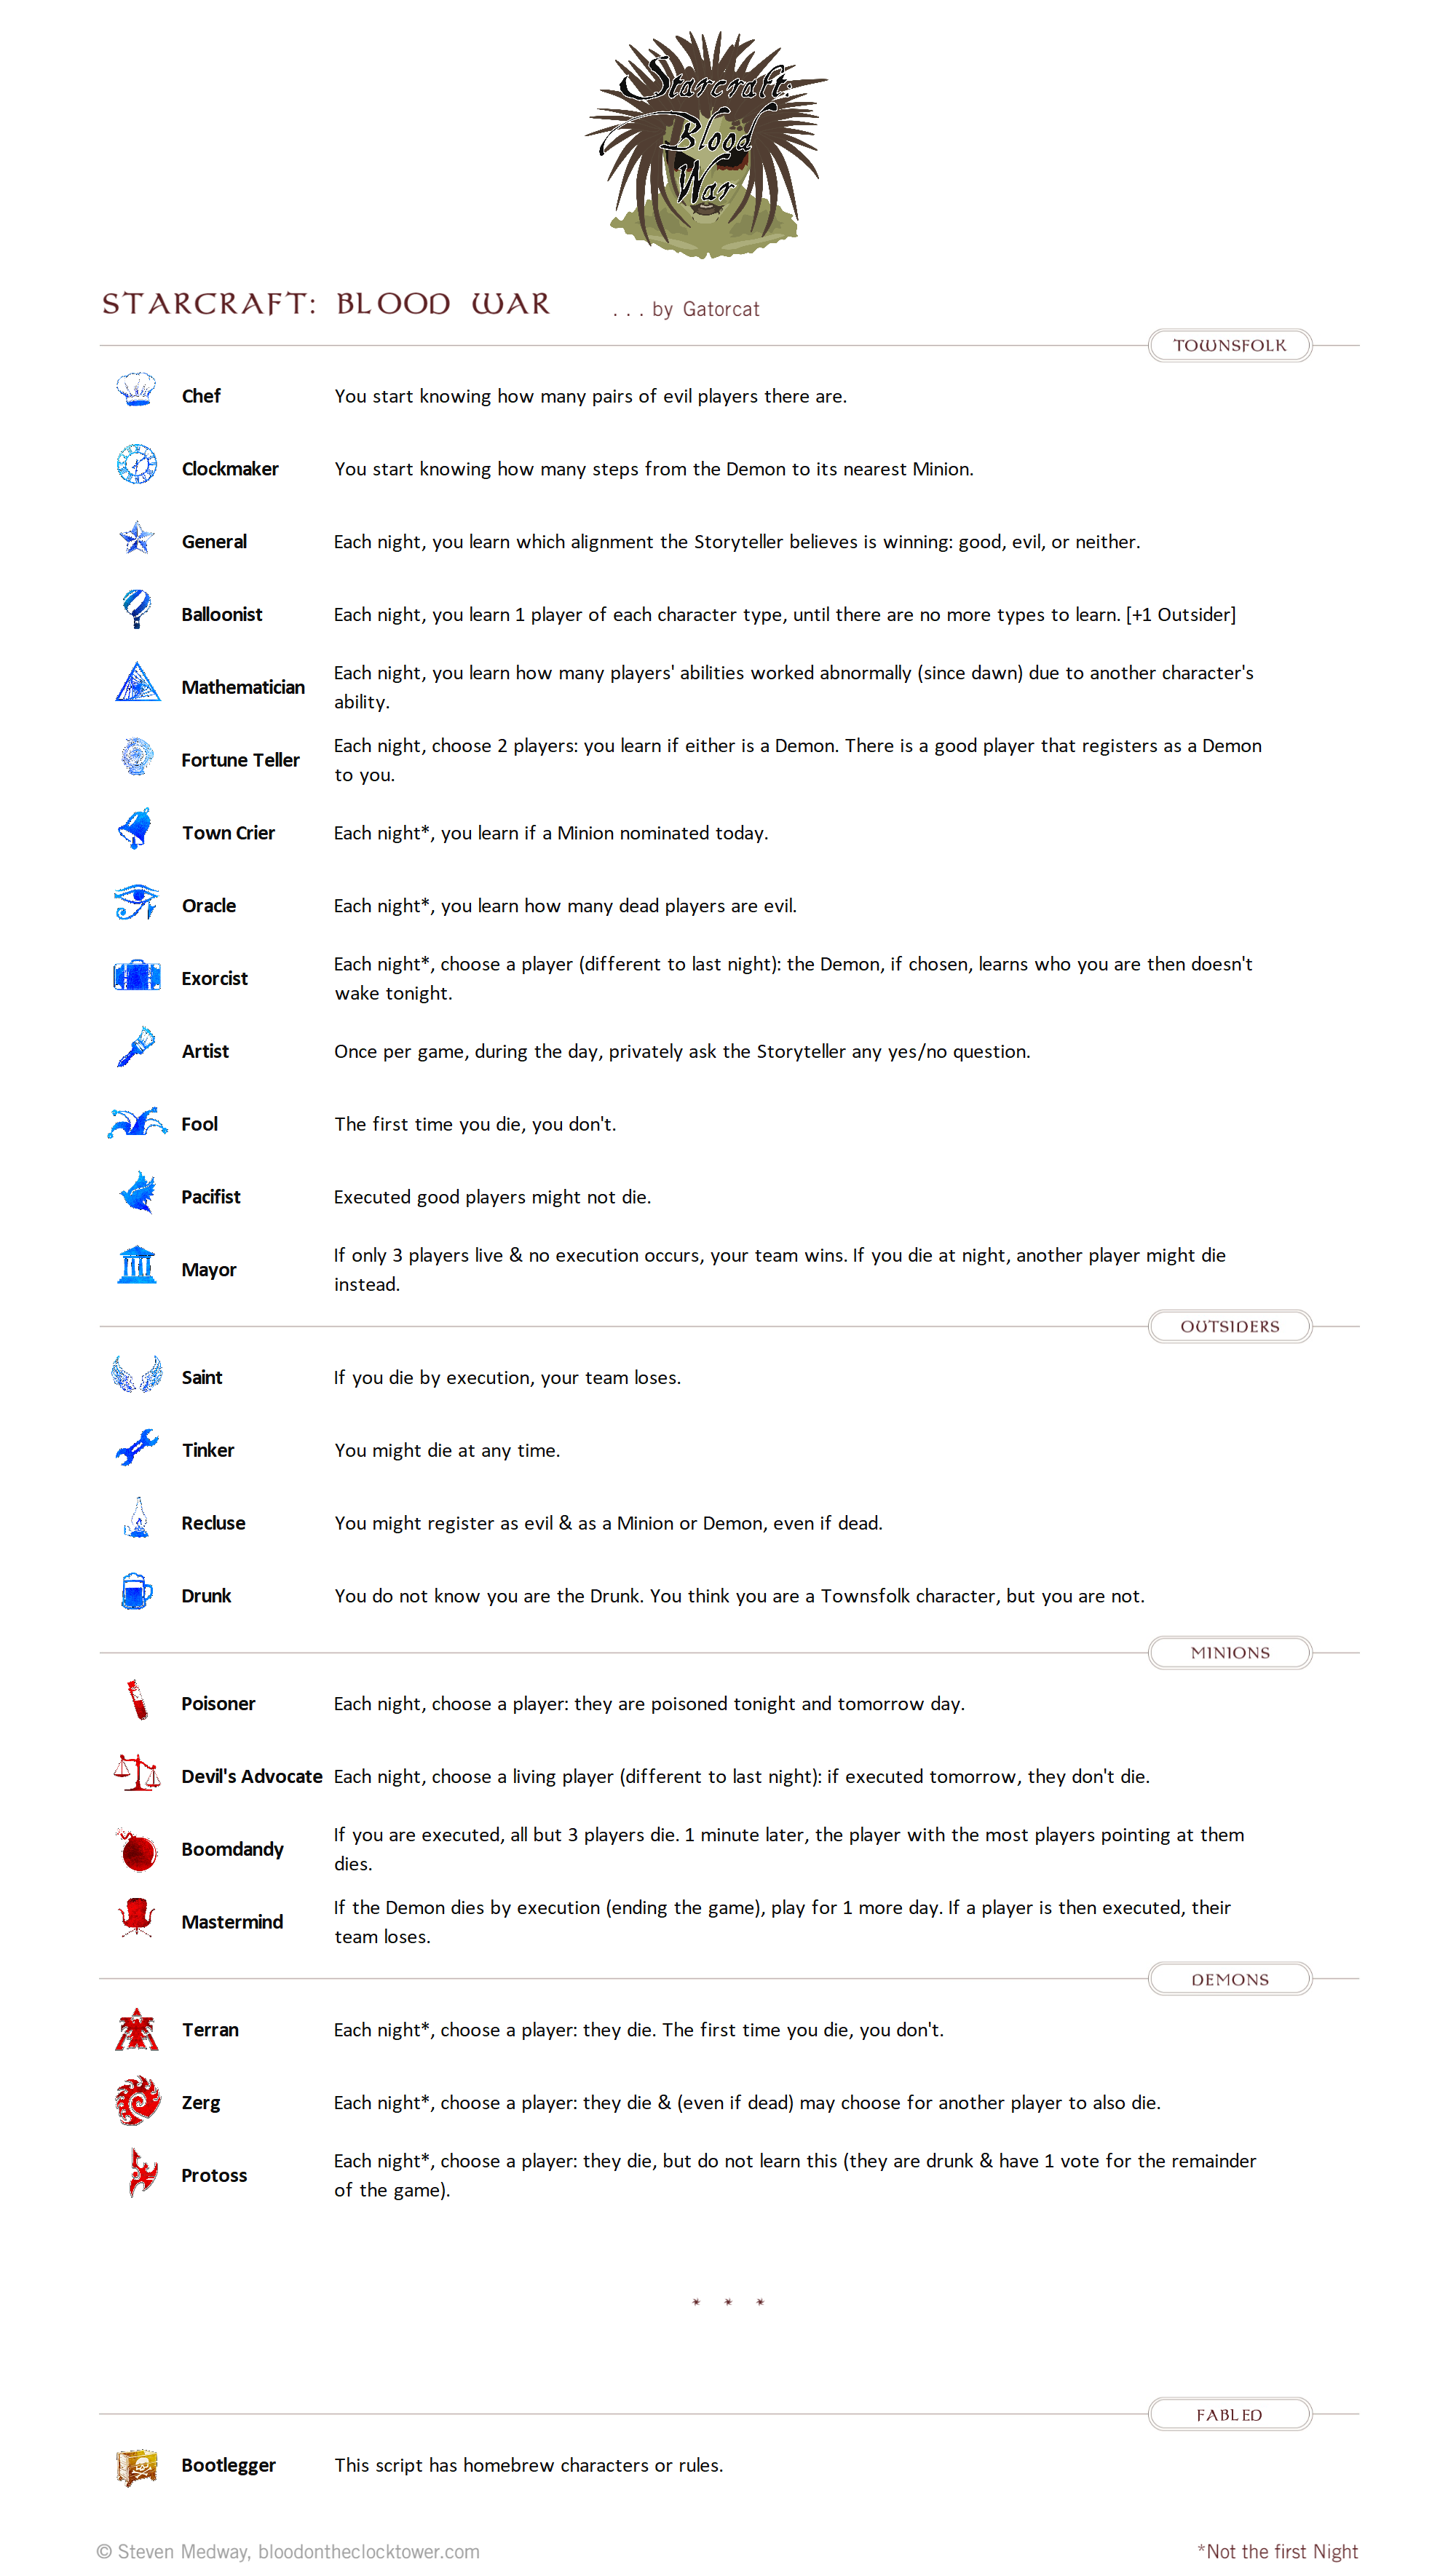 Starcraft:
Blood
War
STARCRAFT: BLOOD WAR . . . by Gatorcat
TOWNSFOLK
Chef You start knowing how many pairs of evil players there are.
Clockmaker You start knowing how many steps from the Demon to its nearest Minion.
General Each night, you learn which alignment the Storyteller believes is winning: good, evil, or neither.
Balloonist Each night, you learn 1 player of each character type, until there are no more types to learn. [+1 Outsider]
Mathematician Each night, you learn how many players' abilities worked abnormally (since dawn) due to another character's
ability.
Fortune Teller Each night, choose 2 players: you learn if either is a Demon. There is a good player that registers as a Demon
to you.
Town Crier Each night*, you learn if a Minion nominated today.
Oracle Each night*, you learn how many dead players are evil.
Exorcist Each night*, choose a player (different to last night): the Demon, if chosen, learns who you are then doesn't
wake tonight.
Artist Once per game, during the day, privately ask the Storyteller any yes/no question.
Fool The first time you die, you don't.
Pacifist Executed good players might not die.
Mayor If only 3 players live & no execution occurs, your team wins. If you die at night, another player might die
instead.
OUTSIDERS
Saint If you die by execution, your team loses.
Tinker You might die at any time.
Recluse You might register as evil & as a Minion or Demon, even if dead.
Drunk You do not know you are the Drunk. You think you are a Townsfolk character, but you are not.
MINIONS
Poisoner Each night, choose a player: they are poisoned tonight and tomorrow day.
Devil's Advocate Each night, choose a living player (different to last night): if executed tomorrow, they don't die.
Boomdandy If you are executed, all but 3 players die. 1 minute later, the player with the most players pointing at them
dies.
Mastermind If the Demon dies by execution (ending the game), play for 1 more day. If a player is then executed, their
team loses.
DEMONS
Terran Each night*, choose a player: they die. The first time you die, you don't.
Zerg Each night*, choose a player: they die & (even if dead) may choose for another player to also die.
Protoss Each night*, choose a player: they die, but do not learn this (they are drunk & have 1 vote for the remainder
of the game).
* * *
FABLED
Bootlegger This script has homebrew characters or rules.
© Steven Medway, bloodontheclocktower.com *Not the first Night